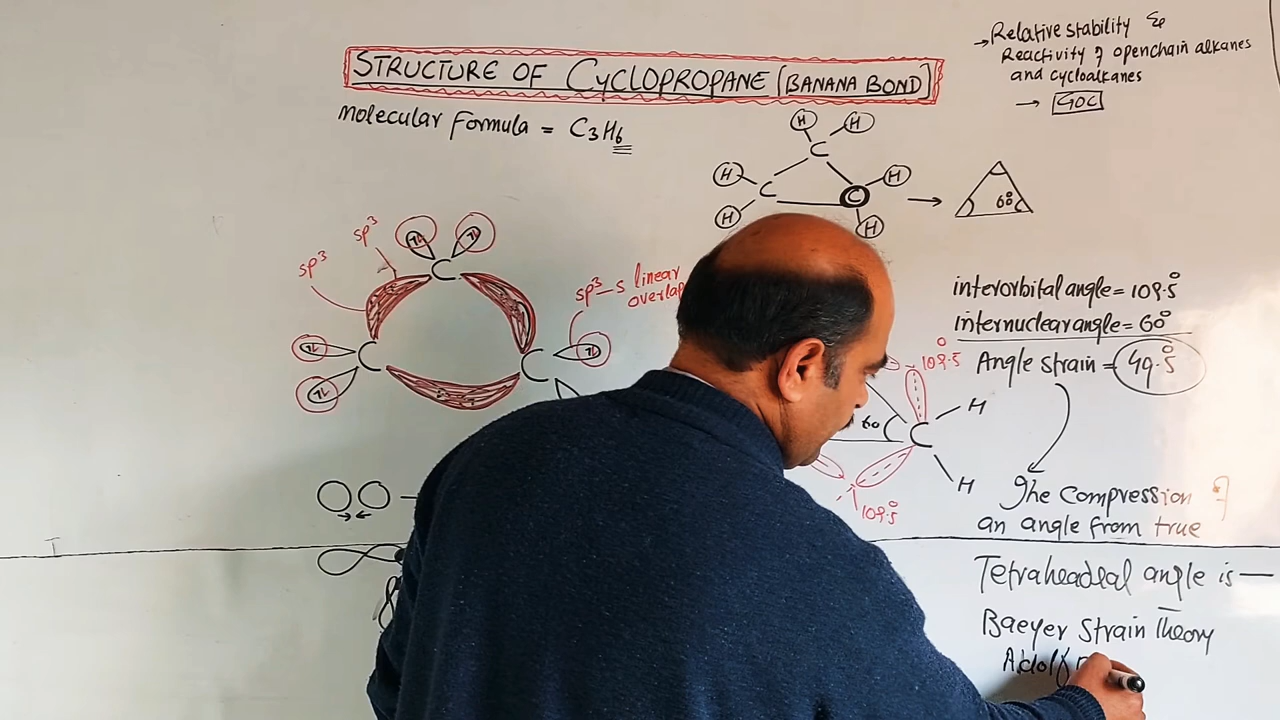 → Relative stability &
Reactivity of openchain alkanes
and cycloalkanes
→ GOC
STRUCTURE OF CYCLOPROPANE (BANANA BOND)
Molecular Formula = C₃H₆
H H
C
H C C H
H H
60°
sp³ sp³
C
sp³-s linear
overlap
C C
interorbital angle = 109.5°
internuclear angle = 60°
Angle strain = 49.5°
109.5°
60 C H
H
109.5°
The compression of
an angle from true
Tetraheadral angle is —
Baeyer Strain Theory
Adolf